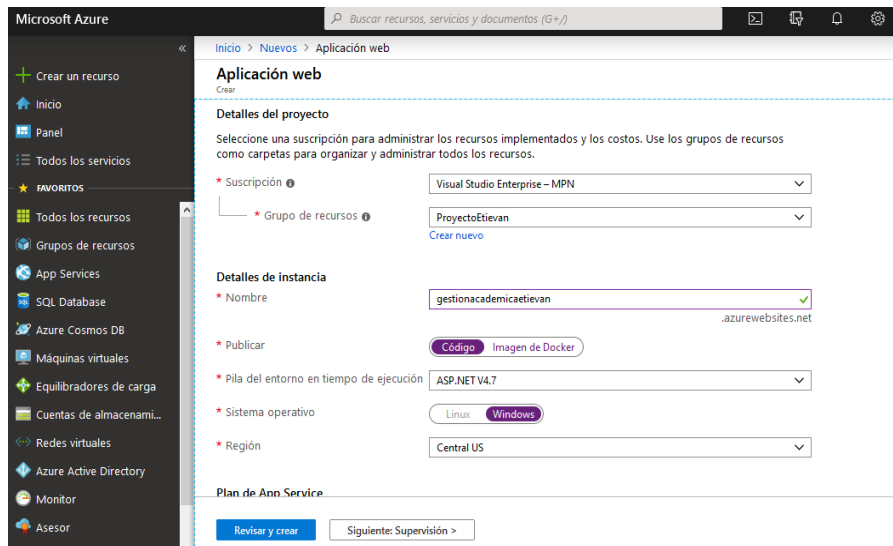 Microsoft Azure
Buscar recursos, servicios y documentos (G+/)
«
Inicio > Nuevos > Aplicación web
Crear un recurso
Inicio
Panel
Todos los servicios
FAVORITOS
Todos los recursos
Grupos de recursos
App Services
SQL Database
Azure Cosmos DB
Máquinas virtuales
Equilibradores de carga
Cuentas de almacenami...
Redes virtuales
Azure Active Directory
Monitor
Asesor
Aplicación web
Crear
Detalles del proyecto
Seleccione una suscripción para administrar los recursos implementados y los costos. Use los grupos de recursos
como carpetas para organizar y administrar todos los recursos.
* Suscripción
Visual Studio Enterprise – MPN
* Grupo de recursos
ProyectoEtievan
Crear nuevo
Detalles de instancia
* Nombre
gestionacademicaetievan
.azurewebsites.net
* Publicar
Código Imagen de Docker
* Pila del entorno en tiempo de ejecución
ASP.NET V4.7
* Sistema operativo
Linux Windows
* Región
Central US
Plan de App Service
Revisar y crear
Siguiente: Supervisión >